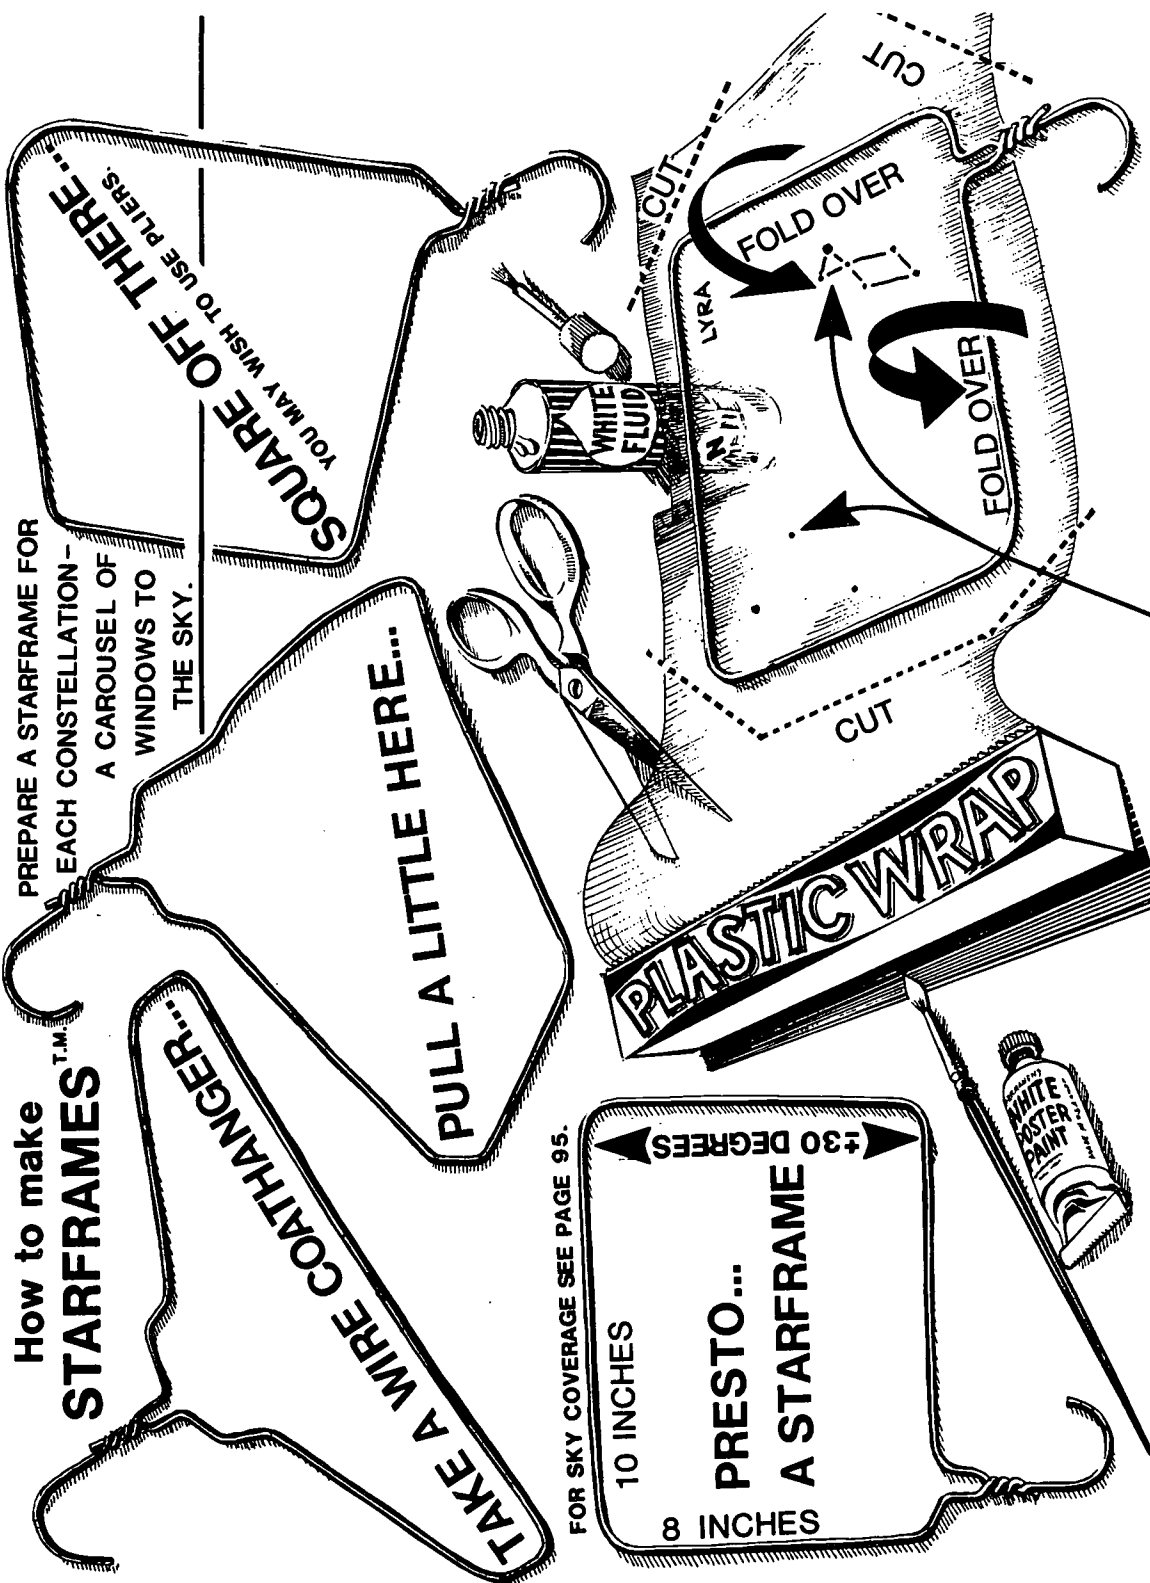 How to make
STARFRAMES T.M.
PREPARE A STARFRAME FOR
EACH CONSTELLATION-
A CAROUSEL OF
WINDOWS TO
THE SKY.
TAKE A WIRE COATHANGER...
PULL A LITTLE HERE...
SQUARE OFF THERE...
YOU MAY WISH TO USE PLIERS.
FOR SKY COVERAGE SEE PAGE 95.
10 INCHES
8 INCHES
±30 DEGREES
PRESTO...
A STARFRAME
WHITE
POSTER
PAINT
PLASTIC WRAP
WHITE
FLUID
CUT
CUT
CUT
FOLD OVER
FOLD OVER
LYRA
N